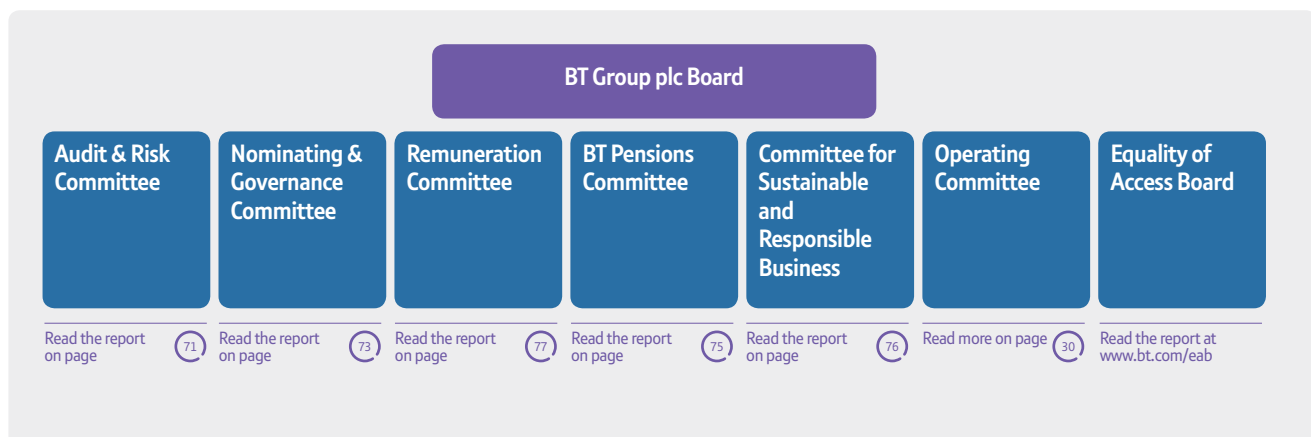 BT Group plc Board
Audit & Risk
Committee
Nominating &
Governance
Committee
Remuneration
Committee
BT Pensions
Committee
Committee for
Sustainable
and
Responsible
Business
Operating
Committee
Equality of
Access Board
Read the report
on page
71
Read the report
on page
73
Read the report
on page
77
Read the report
on page
75
Read the report
on page
76
Read more on page
30
Read the report at
www.bt.com/eab